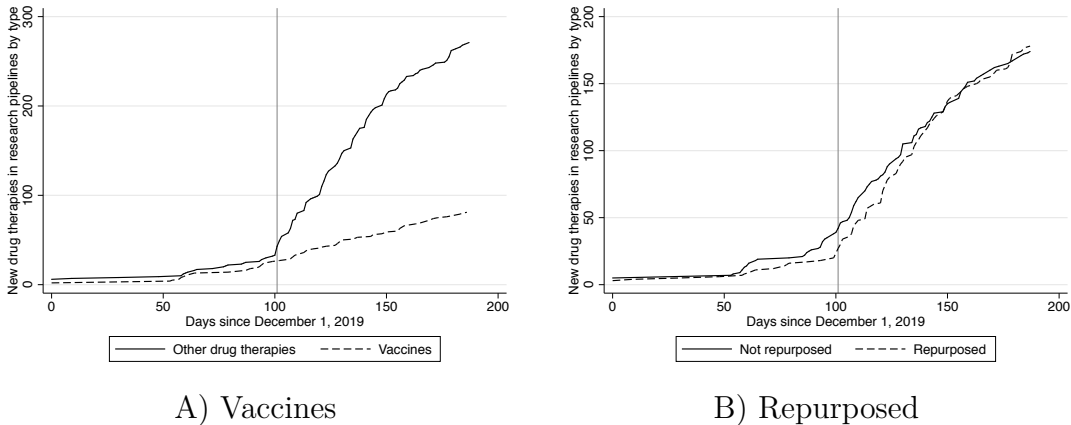 New drug therapies in research pipelines by type
300
200
100
0
0 50 100 150 200
Days since December 1, 2019
Other drug therapies Vaccines
A) Vaccines
New drug therapies in research pipelines by type
200
150
100
50
0
0 50 100 150 200
Days since December 1, 2019
Not repurposed Repurposed
B) Repurposed